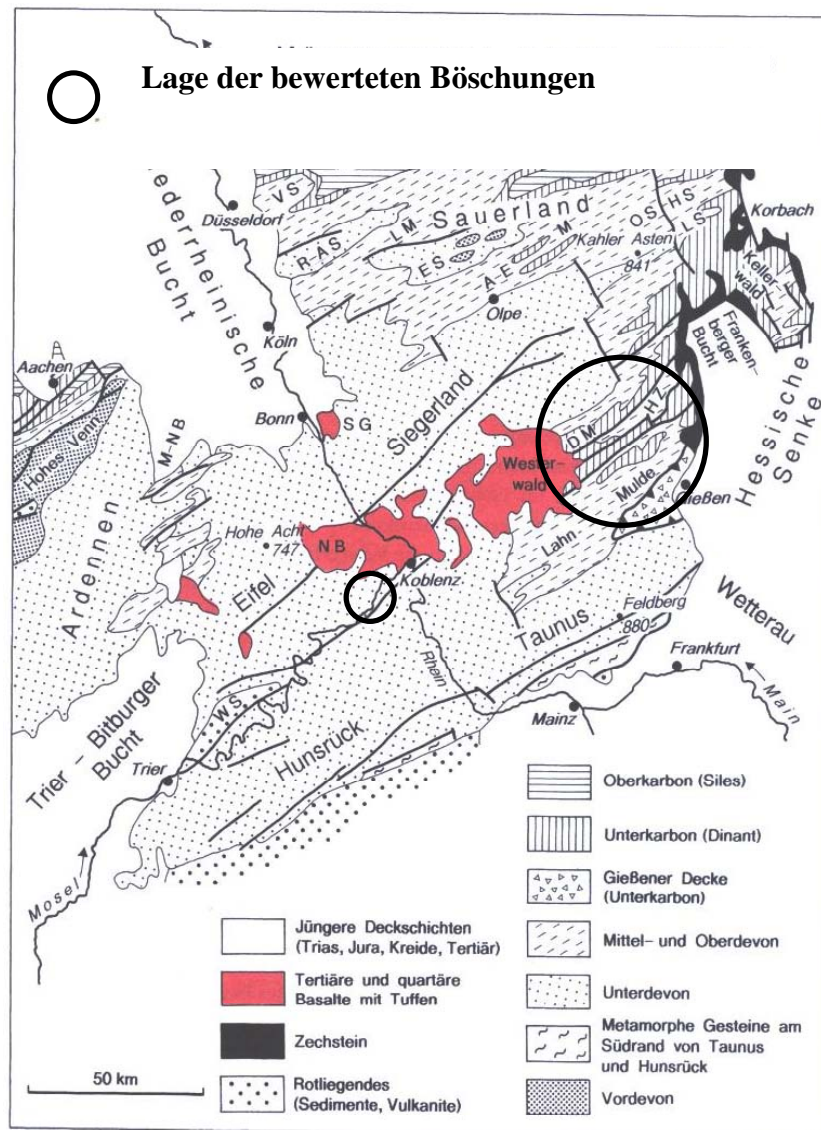 Lage der bewerteten Böschungen
Düsseldorf
VS
LM
R-AS
Sauerland
ES
A-E
M
OS
HS
LS
Kahler Asten
841
Korbach
Keller-
wald
Franken-
berger
Bucht
Olpe
ederrheinische
Bucht
Köln
Aachen
Bonn
SG
Siegerland
Hohes Venn
M-NB
Ardennen
DM
HZ
Wester-
wald
Mulde
Lahn
Gießen
Hessische
Senke
Hohe Acht
747
NB
Koblenz
Eifel
Rhein
Taunus
Feldberg
880
Wetterau
Frankfurt
Main
Mainz
WS
Hunsrück
Trier - Bitburger
Bucht
Trier
Mosel
Jüngere Deckschichten
(Trias, Jura, Kreide, Tertiär)
Tertiäre und quartäre
Basalte mit Tuffen
Zechstein
Rotliegendes
(Sedimente, Vulkanite)
Oberkarbon (Siles)
Unterkarbon (Dinant)
Gießener Decke
(Unterkarbon)
Mittel- und Oberdevon
Unterdevon
Metamorphe Gesteine am
Südrand von Taunus
und Hunsrück
Vordevon
50 km